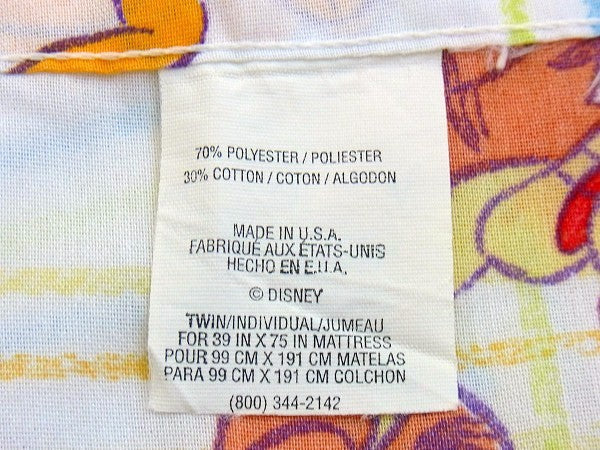 70% POLYESTER / POLIESTER
30% COTTON / COTON / ALGODON
MADE IN U.S.A.
FABRIQUÉ AUX ÉTATS-UNIS
HECHO EN E.U.A.
© DISNEY
TWIN/INDIVIDUAL/JUMEAU
FOR 39 IN X 75 IN MATTRESS
POUR 99 CM X 191 CM MATELAS
PARA 99 CM X 191 CM COLCHON
(800) 344-2142